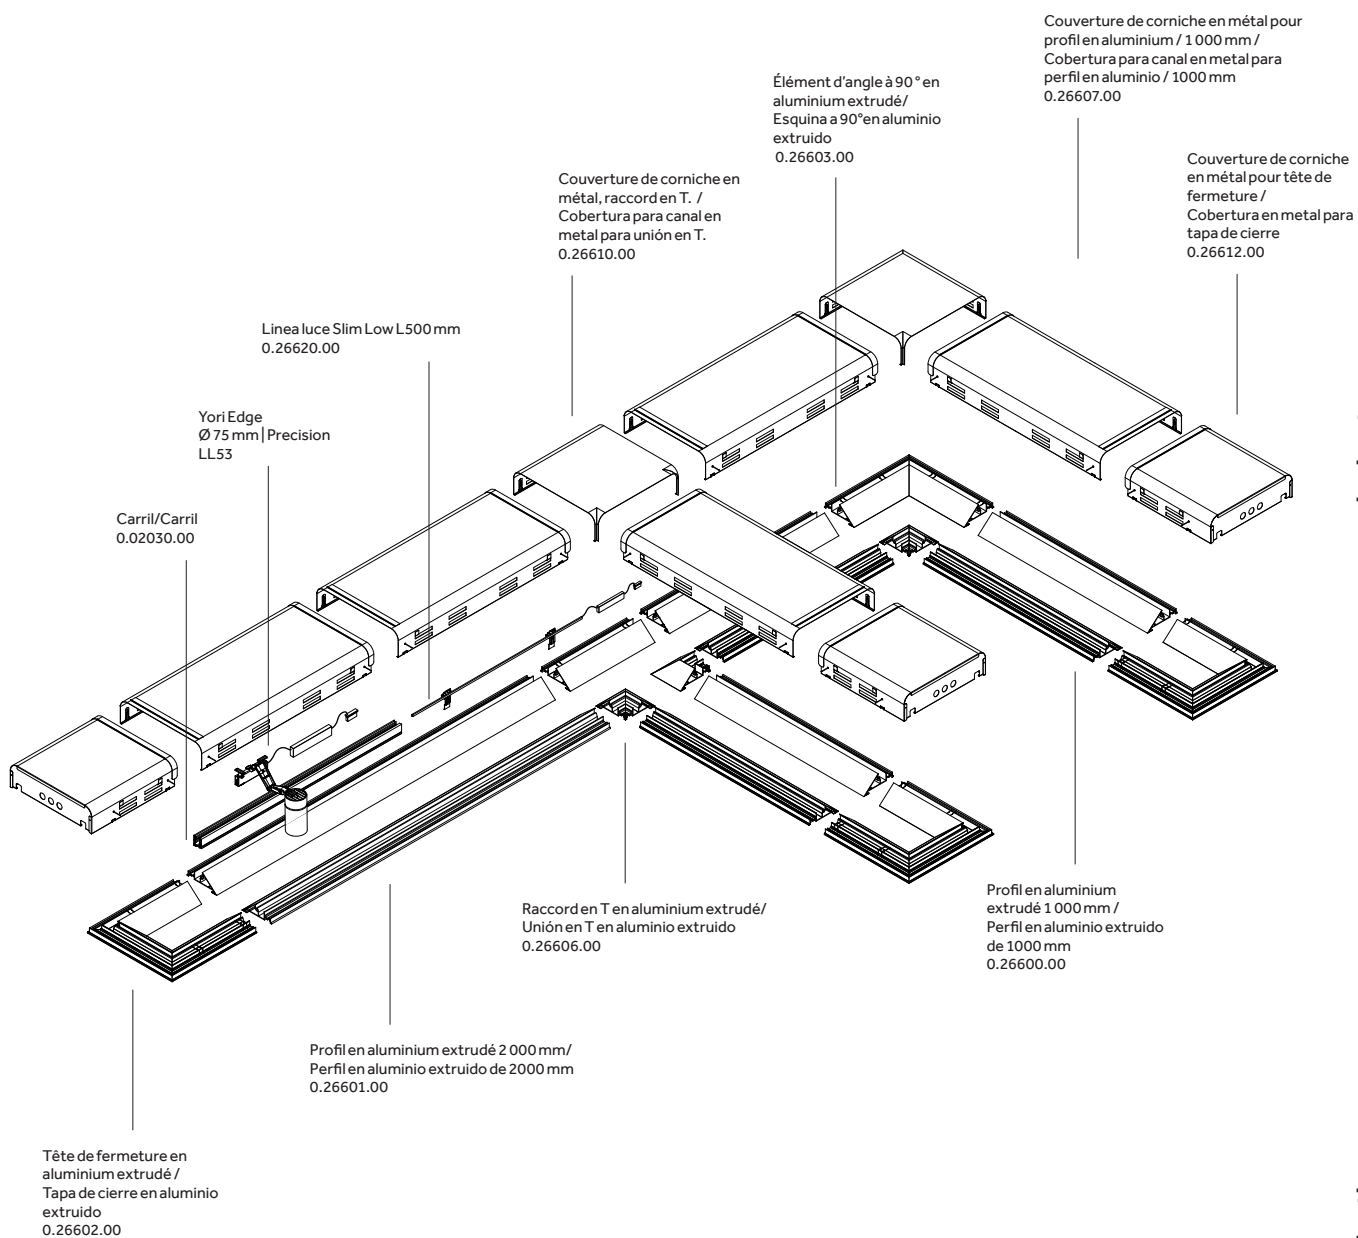 Couverture de corniche en métal pour
profil en aluminium / 1 000 mm /
Cobertura para canal en metal para
perfil en aluminio / 1000 mm
0.26607.00
Élément d'angle à 90 ° en
aluminium extrudé/
Esquina a 90°en aluminio
extruido
0.26603.00
Couverture de corniche
en métal pour tête de
fermeture /
Cobertura en metal para
tapa de cierre
0.26612.00
Couverture de corniche en
métal, raccord en T. /
Cobertura para canal en
metal para unión en T.
0.26610.00
Linea luce Slim Low L500 mm
0.26620.00
Yori Edge
Ø 75 mm | Precision
LL53
Carril/Carril
0.02030.00
Profil en aluminium
extrudé 1 000 mm /
Perfil en aluminio extruido
de 1000 mm
0.26600.00
Raccord en T en aluminium extrudé/
Unión en T en aluminio extruido
0.26606.00
Profil en aluminium extrudé 2 000 mm/
Perfil en aluminio extruido de 2000 mm
0.26601.00
Tête de fermeture en
aluminium extrudé /
Tapa de cierre en aluminio
extruido
0.26602.00